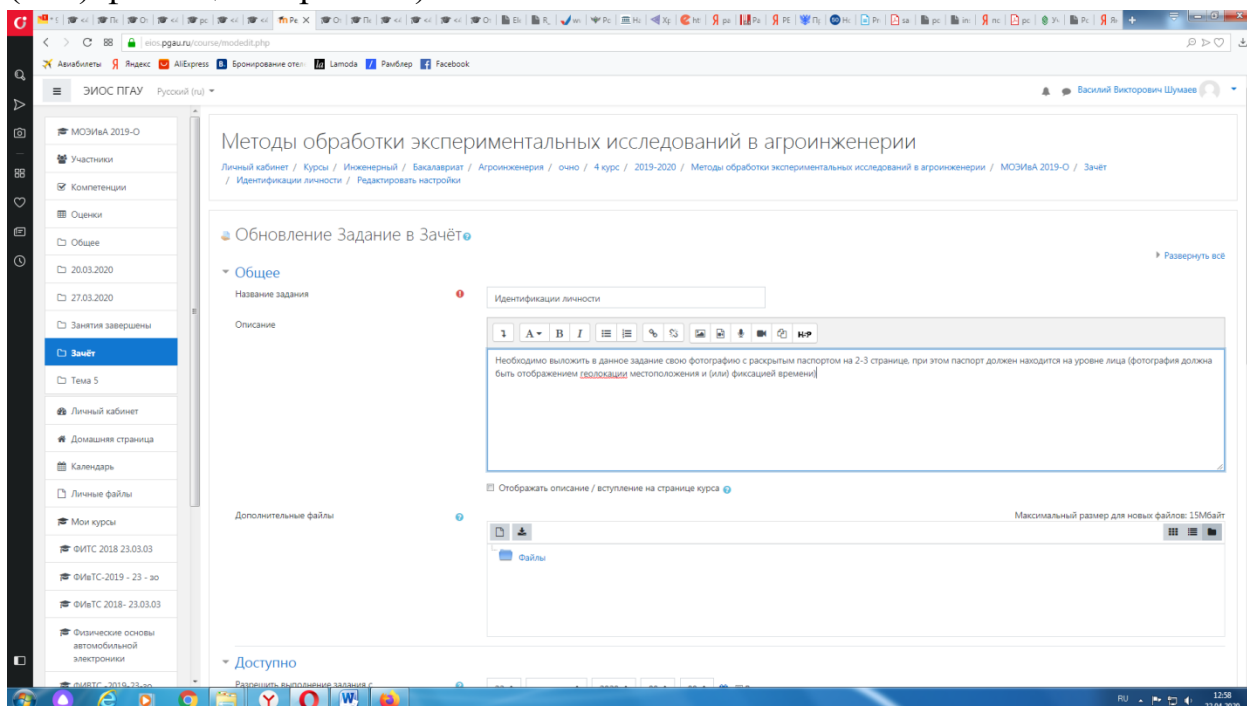 eios.pgau.ru/course/modedit.php
Авиабилеты Яндекс AliExpress Бронирование отел Lamoda Рамблер Facebook
ЭИОС ПГАУ Русский (ru)
Василий Викторович Шумаев
МОЭИвА 2019-О
Участники
Компетенции
Оценки
Общее
20.03.2020
27.03.2020
Занятия завершены
Зачёт
Тема 5
Личный кабинет
Домашняя страница
Календарь
Личные файлы
Мои курсы
ФИТС 2018 23.03.03
ФИвТС-2019 - 23 - зо
ФИвТС 2018- 23.03.03
Физические основы
автомобильной
электроники
Методы обработки экспериментальных исследований в агроинженерии
Личный кабинет / Курсы / Инженерный / Бакалавриат / Агроинженерия / очно / 4 курс / 2019-2020 / Методы обработки экспериментальных исследований в агроинженерии / МОЭИвА 2019-О / Зачёт
/ Идентификации личности / Редактировать настройки
Обновление Задание в Зачёт
Развернуть всё
Общее
Название задания
Идентификации личности
Описание
Необходимо выложить в данное задание свою фотографию с раскрытым паспортом на 2-3 странице, при этом паспорт должен находится на уровне лица (фотография должна
быть отображением геолокации местоположения и (или) фиксацией времени)
Отображать описание / вступление на странице курса
Дополнительные файлы
Максимальный размер для новых файлов: 15Мбайт
Файлы
Доступно
Разрешить выполнение задания с
RU
12:58